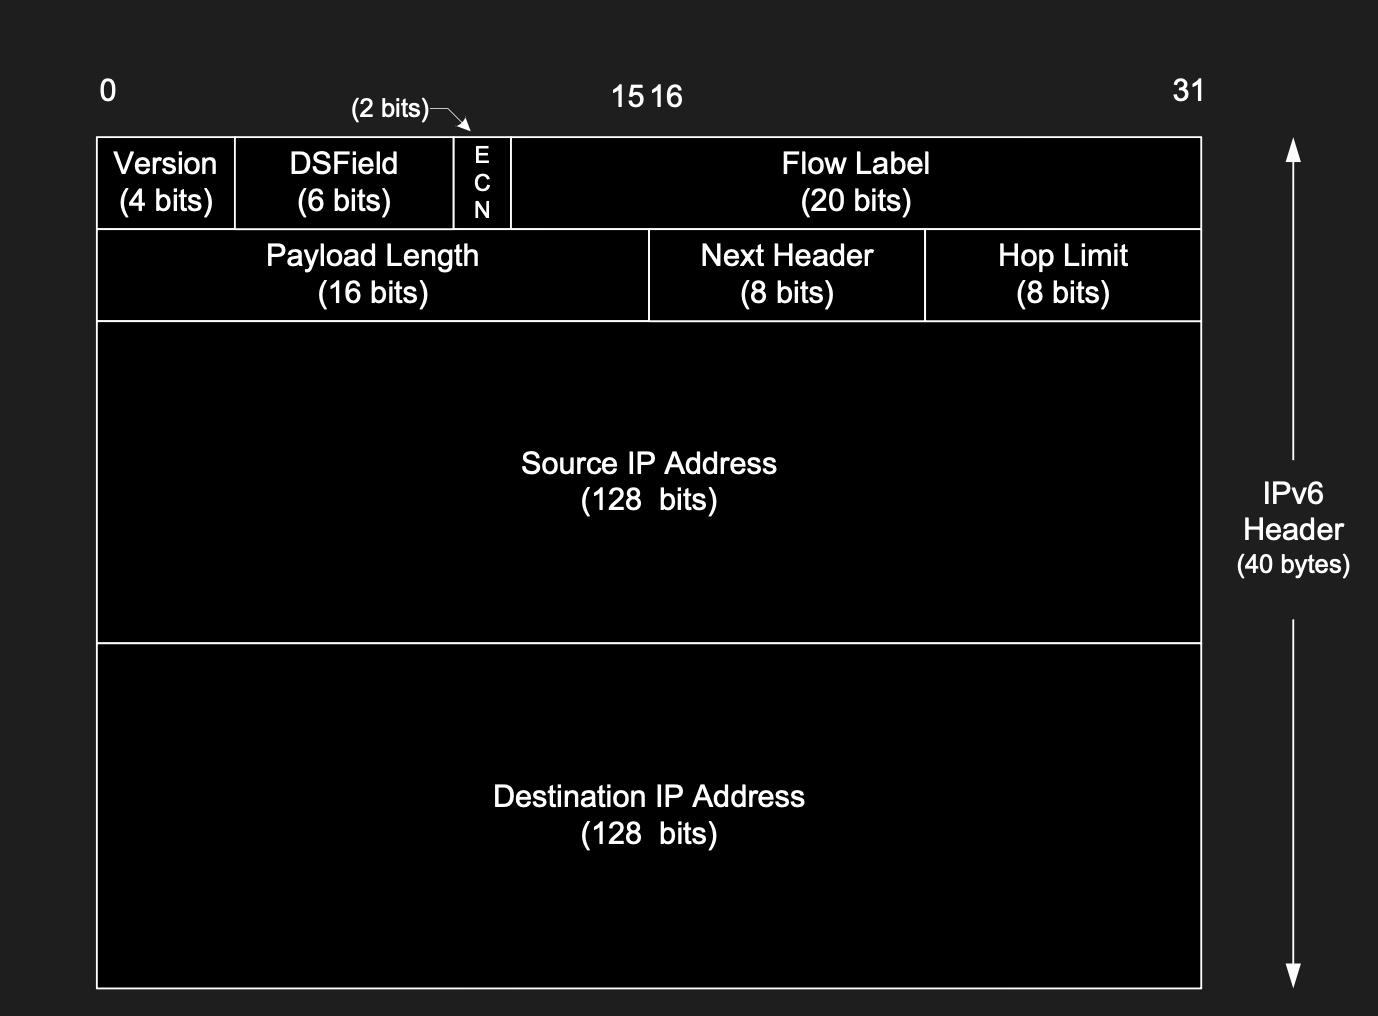 0
(2 bits)
15 16
31
Version
(4 bits)
DSField
(6 bits)
E
C
N
Flow Label
(20 bits)
Payload Length
(16 bits)
Next Header
(8 bits)
Hop Limit
(8 bits)
Source IP Address
(128 bits)
IPv6
Header
(40 bytes)
Destination IP Address
(128 bits)